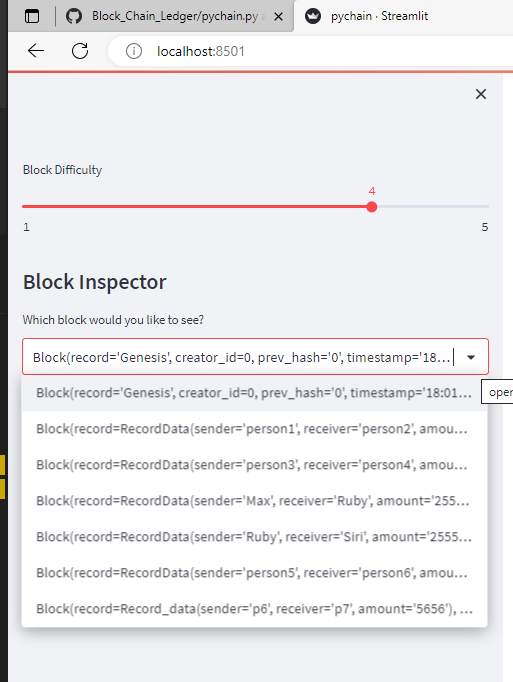 Block_Chain_Ledger/pychain.py a
pychain · Streamlit
localhost:8501
Block Difficulty
4
1
5
Block Inspector
Which block would you like to see?
Block(record='Genesis', creator_id=0, prev_hash='0', timestamp='18...
Block(record='Genesis', creator_id=0, prev_hash='0', timestamp='18:01...
open
Block(record=RecordData(sender='person1', receiver='person2', amou...
Block(record=RecordData(sender='person3', receiver='person4', amou...
Block(record=RecordData(sender='Max', receiver='Ruby', amount='255...
Block(record=RecordData(sender='Ruby', receiver='Siri', amount='2555...
Block(record=RecordData(sender='person5', receiver='person6', amou...
Block(record=Record_data(sender='p6', receiver='p7', amount='5656'), ...